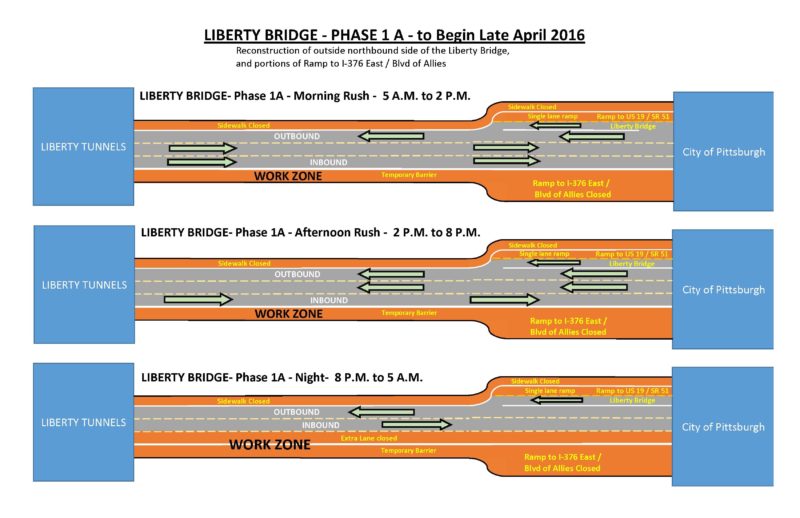 LIBERTY BRIDGE - PHASE 1 A - to Begin Late April 2016
Reconstruction of outside northbound side of the Liberty Bridge,
and portions of Ramp to I-376 East / Blvd of Allies
LIBERTY BRIDGE- Phase 1A - Morning Rush - 5 A.M. to 2 P.M.
Sidewalk Closed
Single lane ramp
Ramp to US 19 / SR 51
Sidewalk Closed
Liberty Bridge
OUTBOUND
LIBERTY TUNNELS
City of Pittsburgh
INBOUND
WORK ZONE
Temporary Barrier
Ramp to I-376 East /
Blvd of Allies Closed
LIBERTY BRIDGE- Phase 1A - Afternoon Rush - 2 P.M. to 8 P.M.
Sidewalk Closed
Single lane ramp
Ramp to US 19 / SR 51
Sidewalk Closed
Liberty Bridge
OUTBOUND
LIBERTY TUNNELS
City of Pittsburgh
INBOUND
WORK ZONE
Temporary Barrier
Ramp to I-376 East /
Blvd of Allies Closed
LIBERTY BRIDGE- Phase 1A - Night- 8 P.M. to 5 A.M.
Sidewalk Closed
Single lane ramp
Ramp to US 19 / SR 51
Sidewalk Closed
Liberty Bridge
OUTBOUND
LIBERTY TUNNELS
INBOUND
City of Pittsburgh
Extra Lane closed
WORK ZONE
Temporary Barrier
Ramp to I-376 East /
Blvd of Allies Closed